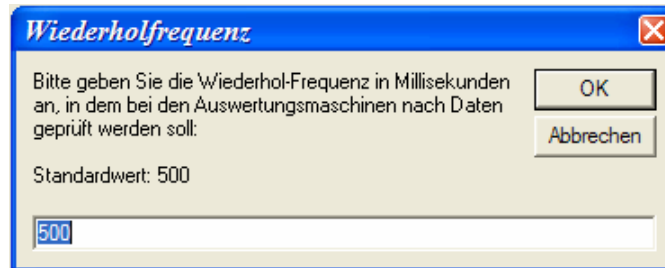 Wiederholfrequenz
Bitte geben Sie die Wiederhol-Frequenz in Millisekunden
an, in dem bei den Auswertungsmaschinen nach Daten
geprüft werden soll:
OK
Abbrechen
Standardwert: 500
500